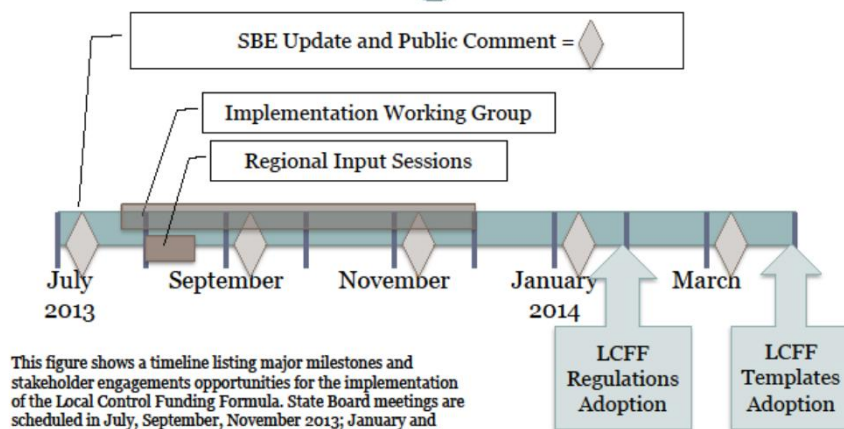 SBE Update and Public Comment =
Implementation Working Group
Regional Input Sessions
July
2013
September
November
January
2014
March
LCFF
Regulations
Adoption
LCFF
Templates
Adoption
This figure shows a timeline listing major milestones and
stakeholder engagements opportunities for the implementation
of the Local Control Funding Formula. State Board meetings are
scheduled in July, September, November 2013; January and